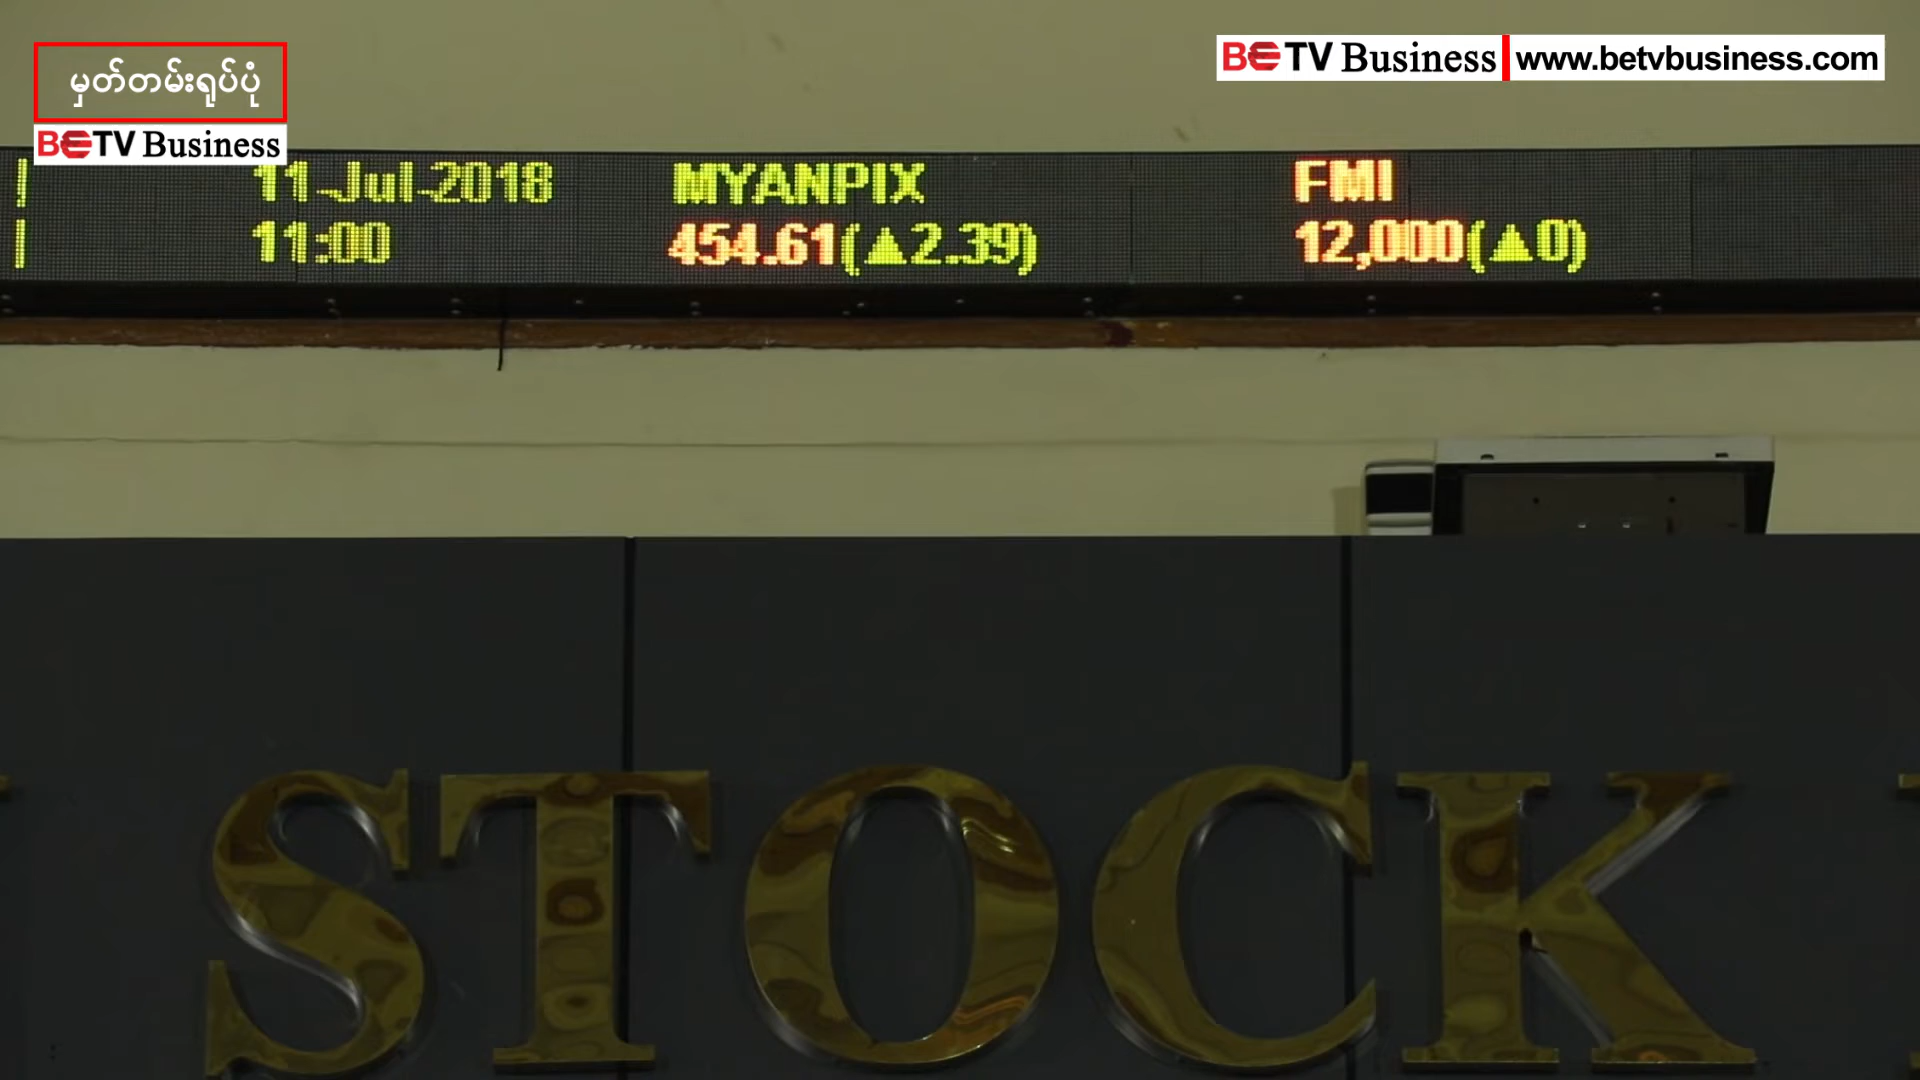 မှတ်တမ်းရုပ်ပုံ
BETV Business
BETV Business www.betvbusiness.com
11-Jul-2018 MYANPIX FMI
11:00 454.61(▲2.39) 12,000(▲0)
STOCK